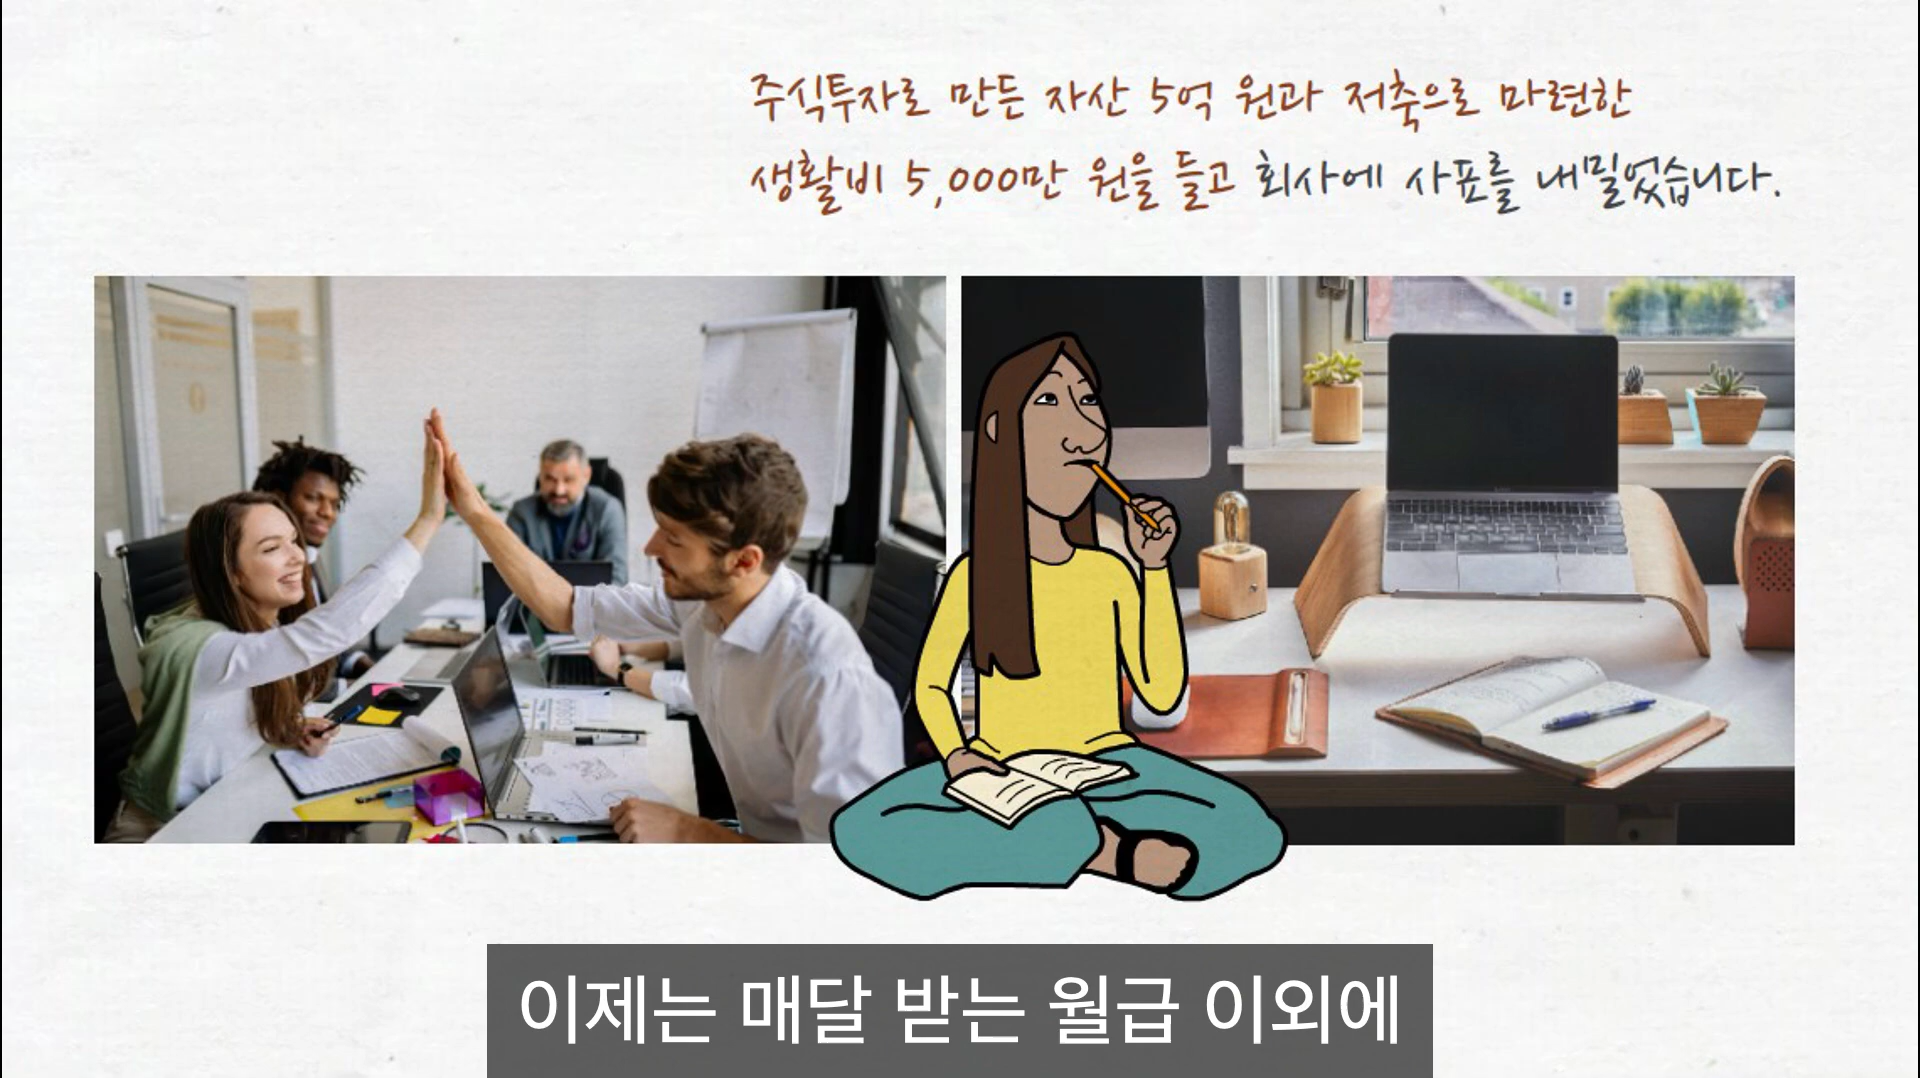 주식투자로 만든 자산 5억 원과 저축으로 마련한
생활비 5,000만 원을 들고 회사에 사표를 내밀었습니다.
이제는 매달 받는 월급 이외에